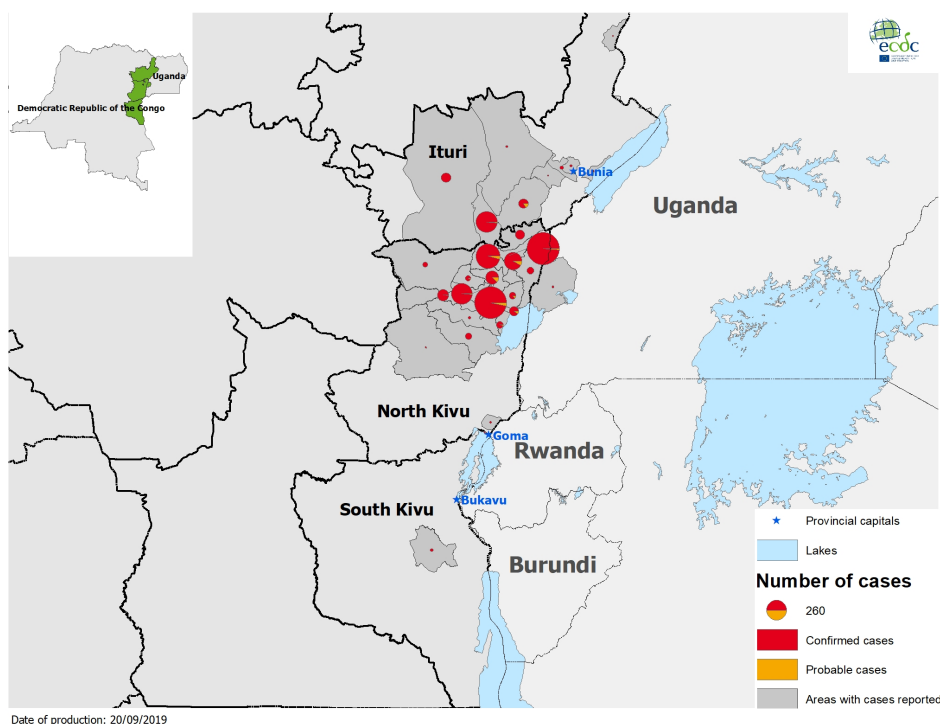 ecdc
Uganda
Democratic Republic of the Congo
Ituri
Bunia
Uganda
North Kivu
Goma
Rwanda
South Kivu
Bukavu
Burundi
Provincial capitals
Lakes
Number of cases
260
Confirmed cases
Probable cases
Areas with cases reported
Date of production: 20/09/2019